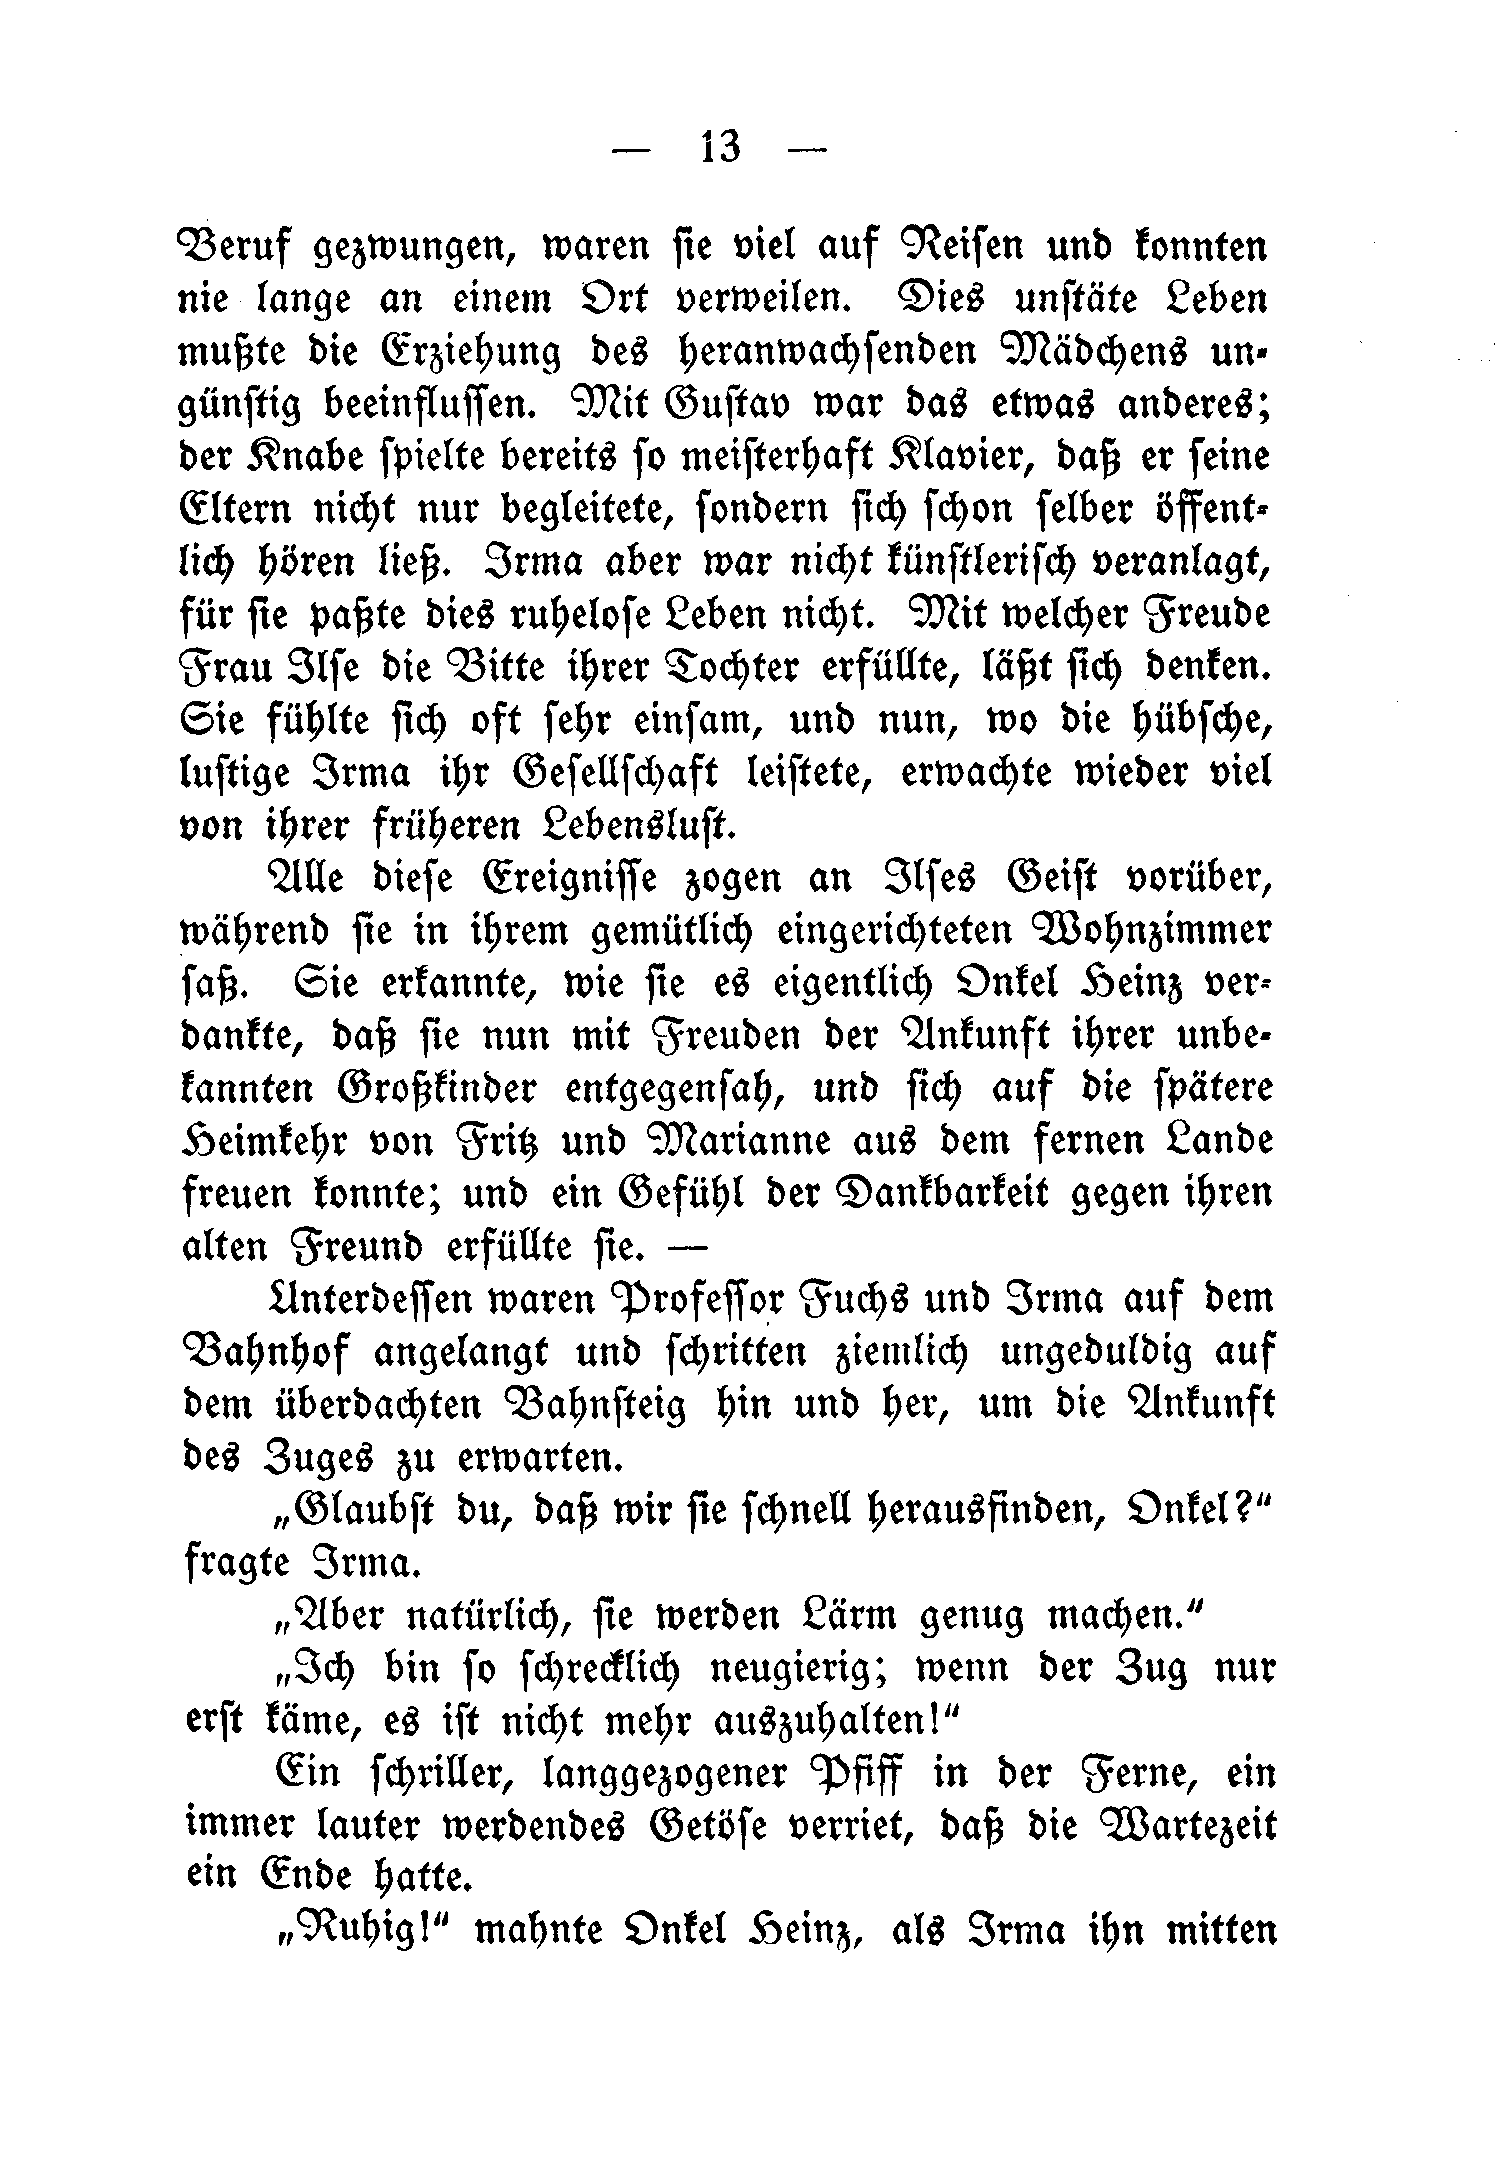 — 13 —
Beruf gezwungen, waren sie viel auf Reisen und konnten
nie lange an einem Ort verweilen. Dies unstäte Leben
mußte die Erziehung des heranwachsenden Mädchens un-
günstig beeinflussen. Mit Gustav war das etwas anderes;
der Knabe spielte bereits so meisterhaft Klavier, daß er seine
Eltern nicht nur begleitete, sondern sich schon selber öffent-
lich hören ließ. Irma aber war nicht künstlerisch veranlagt,
für sie paßte dies ruhelose Leben nicht. Mit welcher Freude
Frau Ilse die Bitte ihrer Tochter erfüllte, läßt sich denken.
Sie fühlte sich oft sehr einsam, und nun, wo die hübsche,
lustige Irma ihr Gesellschaft leistete, erwachte wieder viel
von ihrer früheren Lebenslust.
Alle diese Ereignisse zogen an Ilses Geist vorüber,
während sie in ihrem gemütlich eingerichteten Wohnzimmer
saß. Sie erkannte, wie sie es eigentlich Onkel Heinz ver-
dankte, daß sie nun mit Freuden der Ankunft ihrer unbe-
kannten Großkinder entgegensah, und sich auf die spätere
Heimkehr von Fritz und Marianne aus dem fernen Lande
freuen konnte; und ein Gefühl der Dankbarkeit gegen ihren
alten Freund erfüllte sie. —
Unterdessen waren Professor Fuchs und Irma auf dem
Bahnhof angelangt und schritten ziemlich ungeduldig auf
dem überdachten Bahnsteig hin und her, um die Ankunft
des Zuges zu erwarten.
„Glaubst du, daß wir sie schnell herausfinden, Onkel?“
fragte Irma.
„Aber natürlich, sie werden Lärm genug machen.“
„Ich bin so schrecklich neugierig; wenn der Zug nur
erst käme, es ist nicht mehr auszuhalten!“
Ein schriller, langgezogener Pfiff in der Ferne, ein
immer lauter werdendes Getöse verriet, daß die Wartezeit
ein Ende hatte.
„Ruhig!“ mahnte Onkel Heinz, als Irma ihn mitten